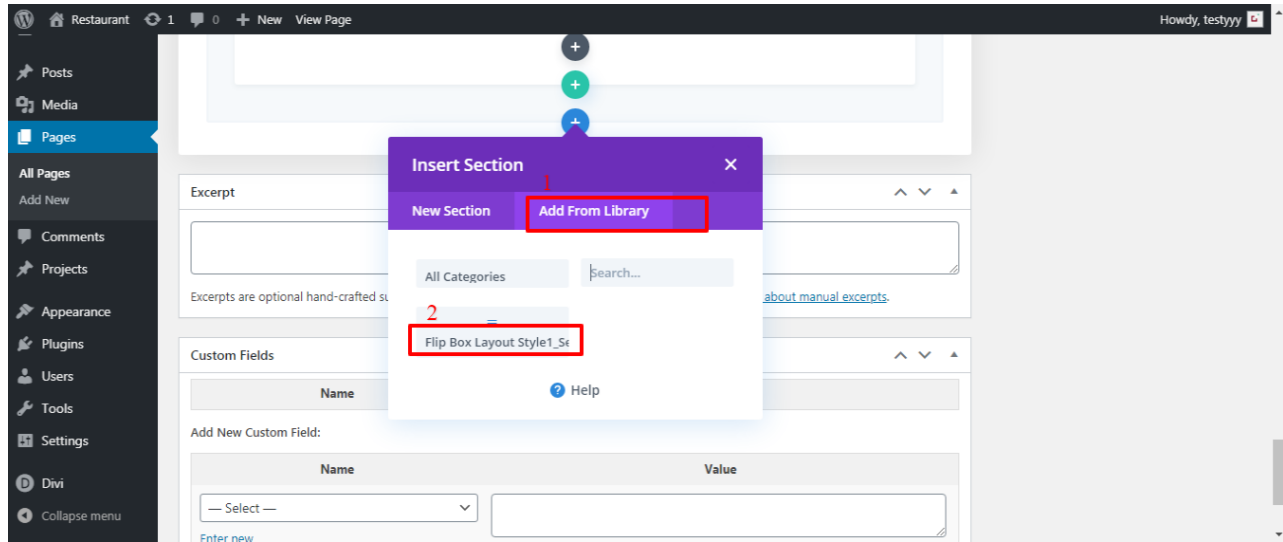 Restaurant 1 0 New View Page Howdy, testyyy
Posts
Media
Pages
All Pages
Add New
Comments
Projects
Appearance
Plugins
Users
Tools
Settings
Divi
Collapse menu
Insert Section
1
New Section Add From Library
All Categories Search...
2
Flip Box Layout Style1_Se
Help
Excerpt
Excerpts are optional hand-crafted su about manual excerpts.
Custom Fields
Name
Add New Custom Field:
Name Value
— Select —
Enter new